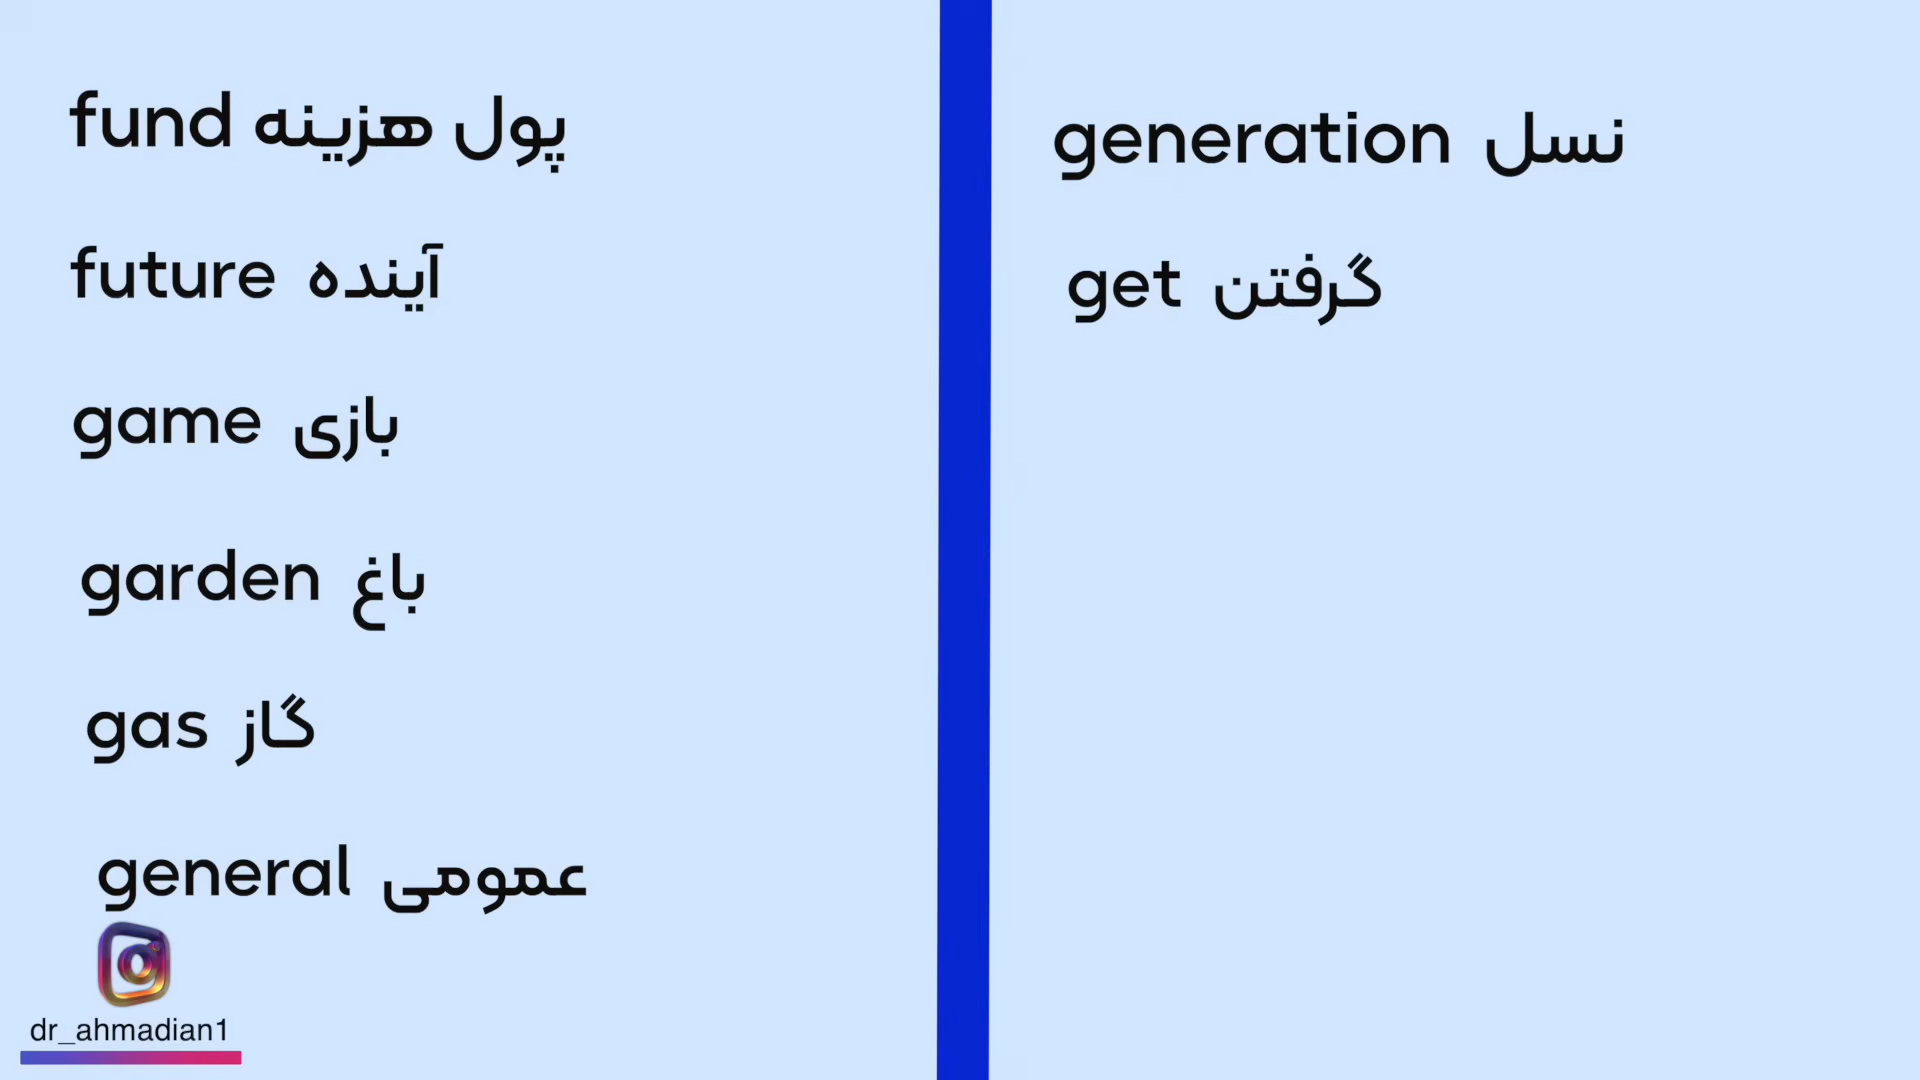 fund پول هزینه
future آینده
game بازی
garden باغ
gas گاز
general عمومی
dr_ahmadian1
generation نسل
get گرفتن